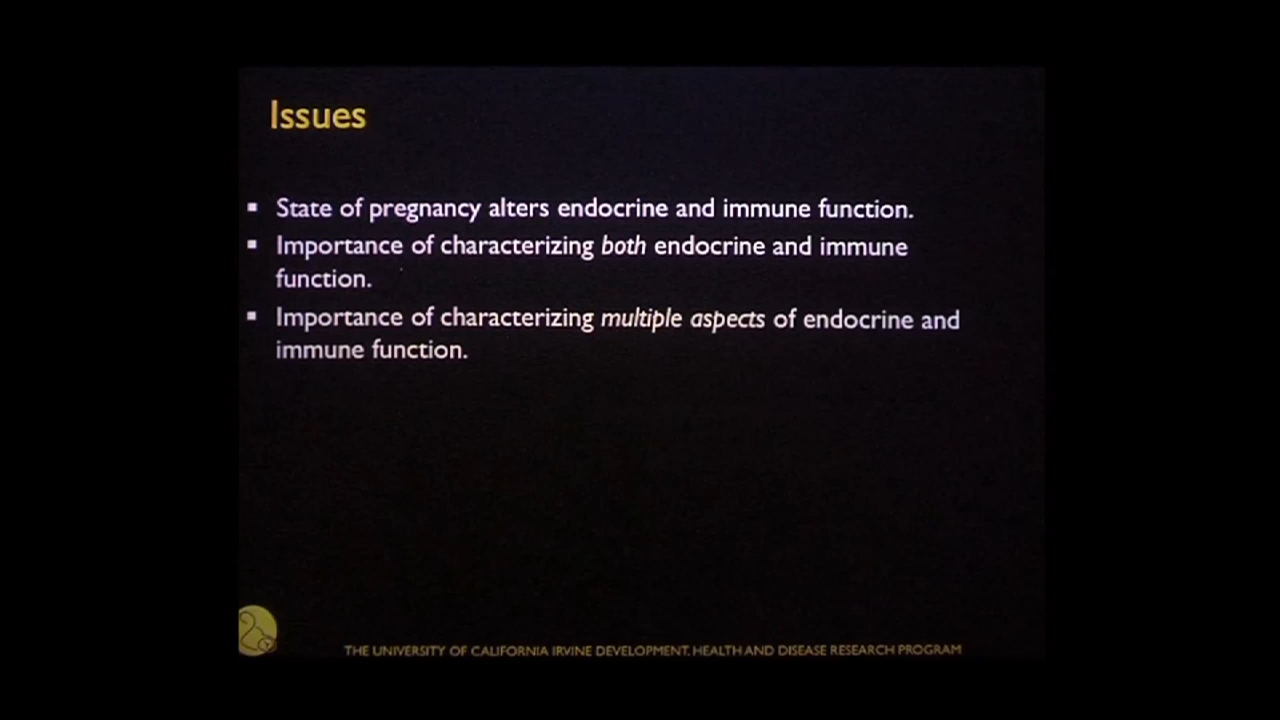 Issues
▪ State of pregnancy alters endocrine and immune function.
▪ Importance of characterizing both endocrine and immune
function.
▪ Importance of characterizing multiple aspects of endocrine and
immune function.
THE UNIVERSITY OF CALIFORNIA IRVINE DEVELOPMENT, HEALTH AND DISEASE RESEARCH PROGRAM